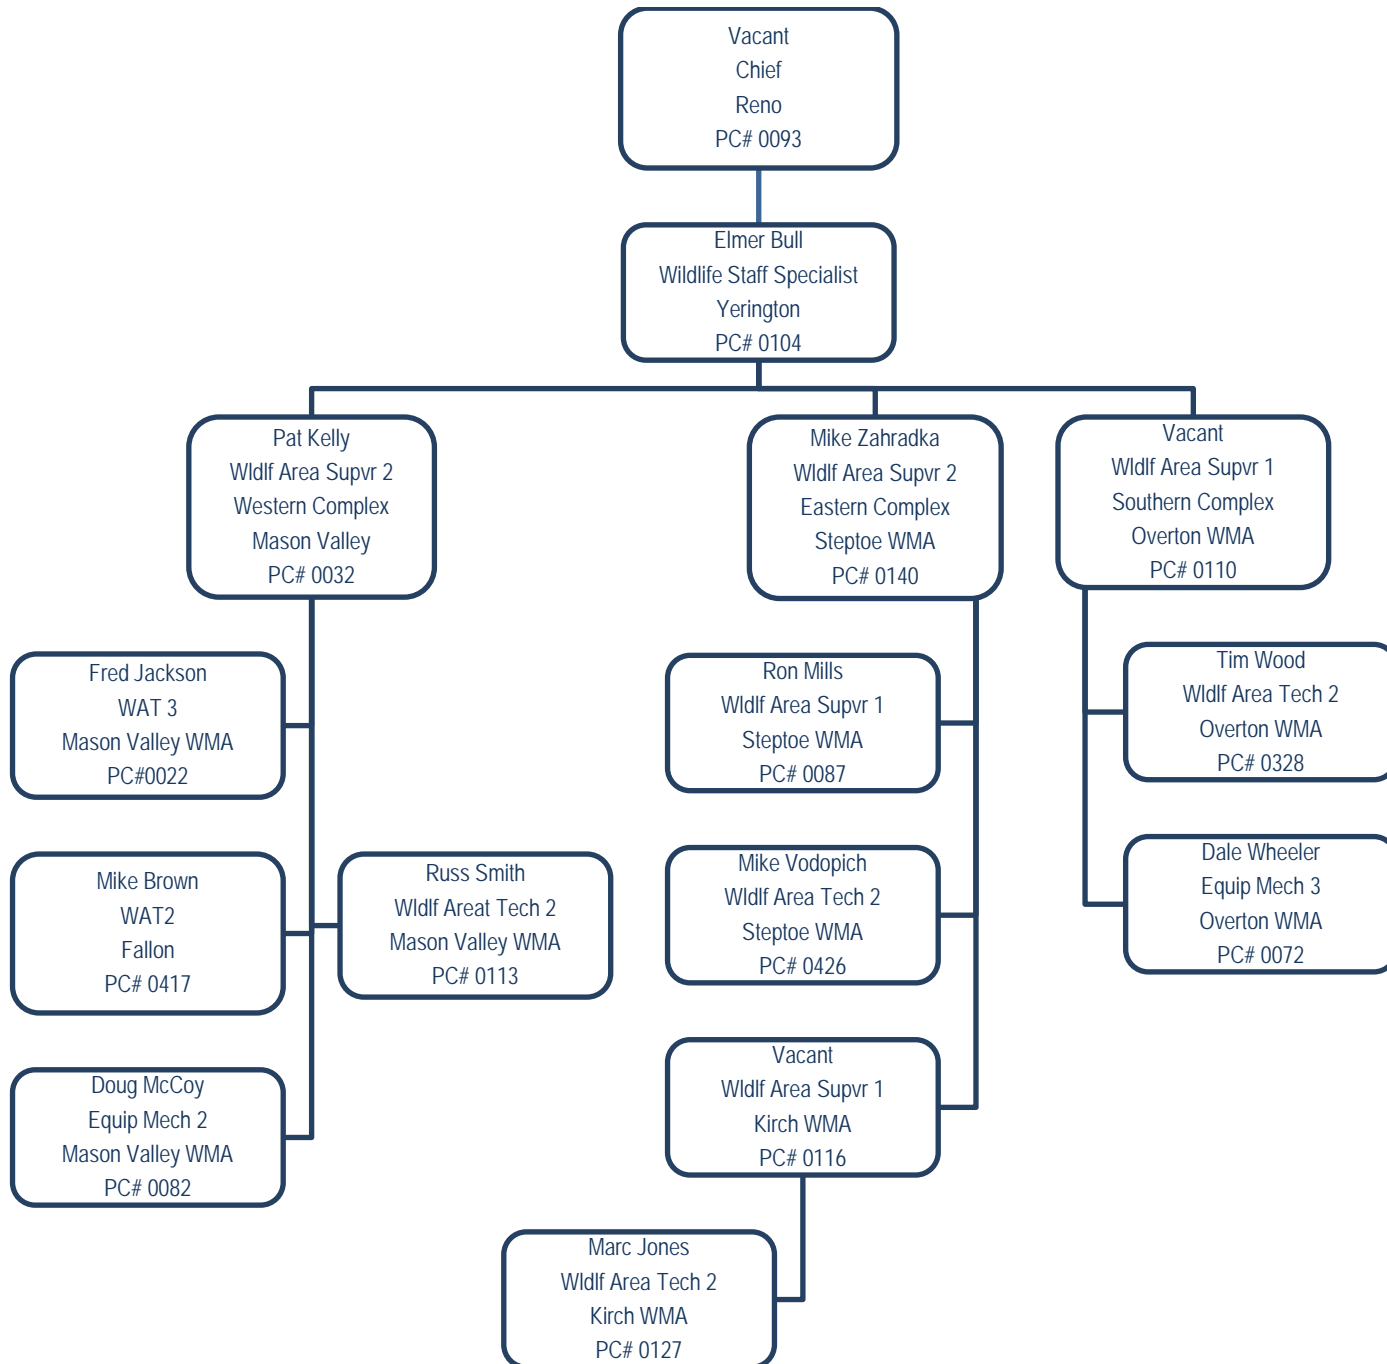 Vacant
Chief
Reno
PC# 0093
Elmer Bull
Wildlife Staff Specialist
Yerington
PC# 0104
Pat Kelly
Wldlf Area Supvr 2
Western Complex
Mason Valley
PC# 0032
Mike Zahradka
Wldlf Area Supvr 2
Eastern Complex
Steptoe WMA
PC# 0140
Vacant
Wldlf Area Supvr 1
Southern Complex
Overton WMA
PC# 0110
Fred Jackson
WAT 3
Mason Valley WMA
PC#0022
Ron Mills
Wldlf Area Supvr 1
Steptoe WMA
PC# 0087
Tim Wood
Wldlf Area Tech 2
Overton WMA
PC# 0328
Mike Brown
WAT2
Fallon
PC# 0417
Russ Smith
Wldlf Areat Tech 2
Mason Valley WMA
PC# 0113
Mike Vodopich
Wldlf Area Tech 2
Steptoe WMA
PC# 0426
Dale Wheeler
Equip Mech 3
Overton WMA
PC# 0072
Doug McCoy
Equip Mech 2
Mason Valley WMA
PC# 0082
Vacant
Wldlf Area Supvr 1
Kirch WMA
PC# 0116
Marc Jones
Wldlf Area Tech 2
Kirch WMA
PC# 0127